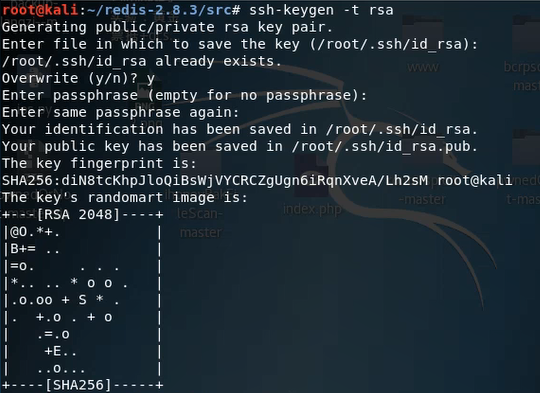 root@kali:~/redis-2.8.3/src# ssh-keygen -t rsa
Generating public/private rsa key pair.
Enter file in which to save the key (/root/.ssh/id_rsa):
/root/.ssh/id_rsa already exists.
Overwrite (y/n)? y
Enter passphrase (empty for no passphrase):
Enter same passphrase again:
Your identification has been saved in /root/.ssh/id_rsa.
Your public key has been saved in /root/.ssh/id_rsa.pub.
The key fingerprint is:
SHA256:diN8tcKhpJloQiBsWjVYCRCZgUgn6iRqnXveA/Lh2sM root@kali
The key's randomart image is:
+----[RSA 2048]----+
|@O.*+.           |
|B+= ..           |
|=o.     . . .    |
|*.. .. * o o .   |
|.o.oo + S * .    |
|.  +.o . + o     |
|   .=.o          |
|    +E..         |
|   ..o...        |
+----[SHA256]-----+
www
leScan-
master
index.php
-master
t-mas